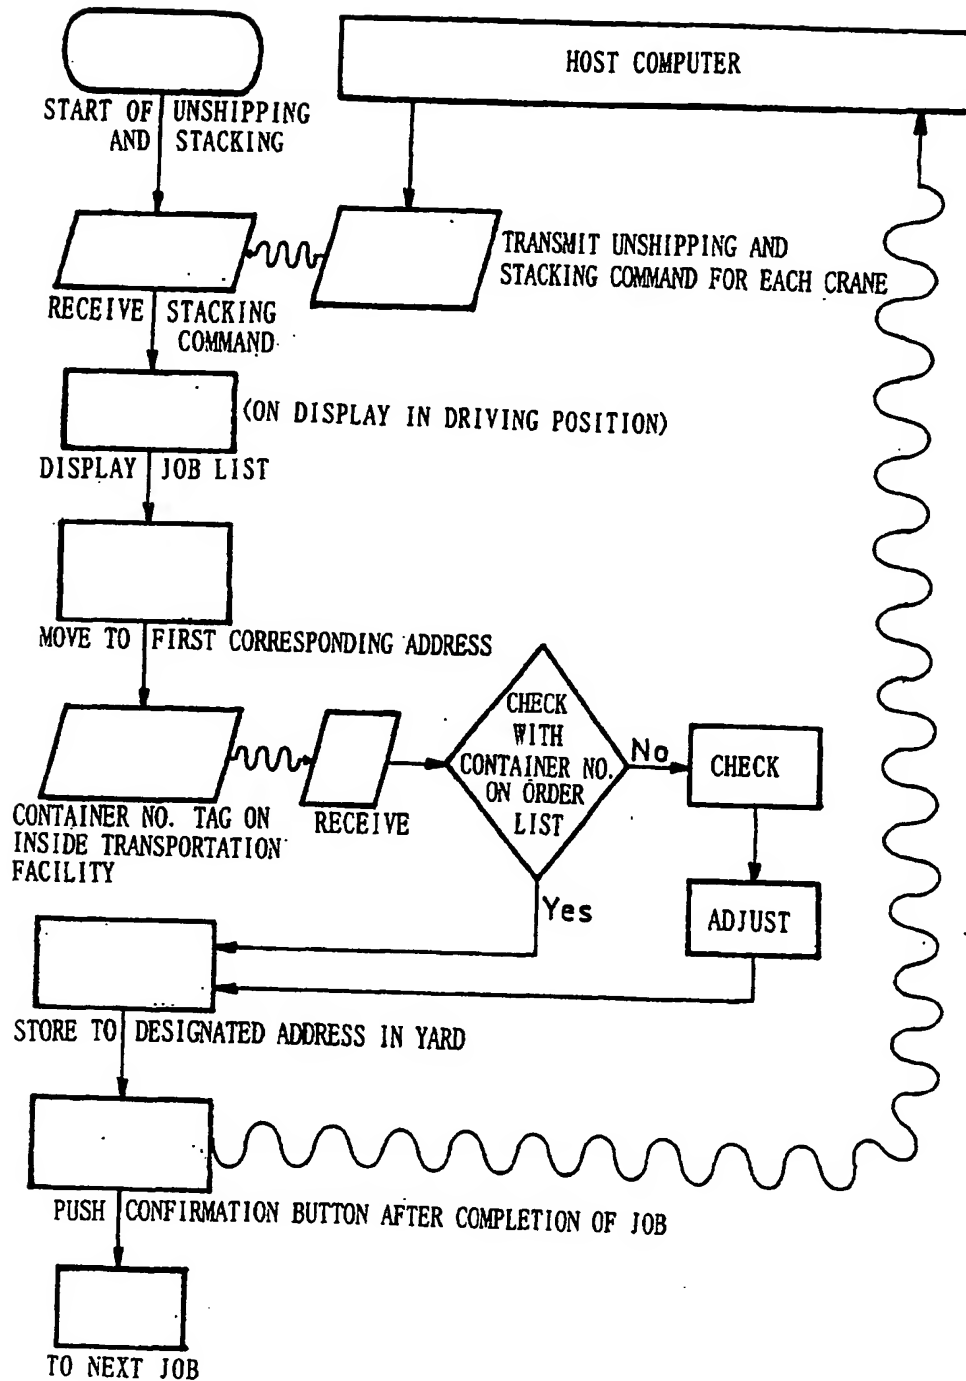 HOST COMPUTER
START OF UNSHIPPING
AND STACKING
TRANSMIT UNSHIPPING AND
STACKING COMMAND FOR EACH CRANE
RECEIVE STACKING
COMMAND
(ON DISPLAY IN DRIVING POSITION)
DISPLAY JOB LIST
MOVE TO FIRST CORRESPONDING ADDRESS
CONTAINER NO. TAG ON
INSIDE TRANSPORTATION
FACILITY
RECEIVE
CHECK
WITH
CONTAINER NO.
ON ORDER
LIST
No
CHECK
Yes
ADJUST
STORE TO DESIGNATED ADDRESS IN YARD
PUSH CONFIRMATION BUTTON AFTER COMPLETION OF JOB
TO NEXT JOB